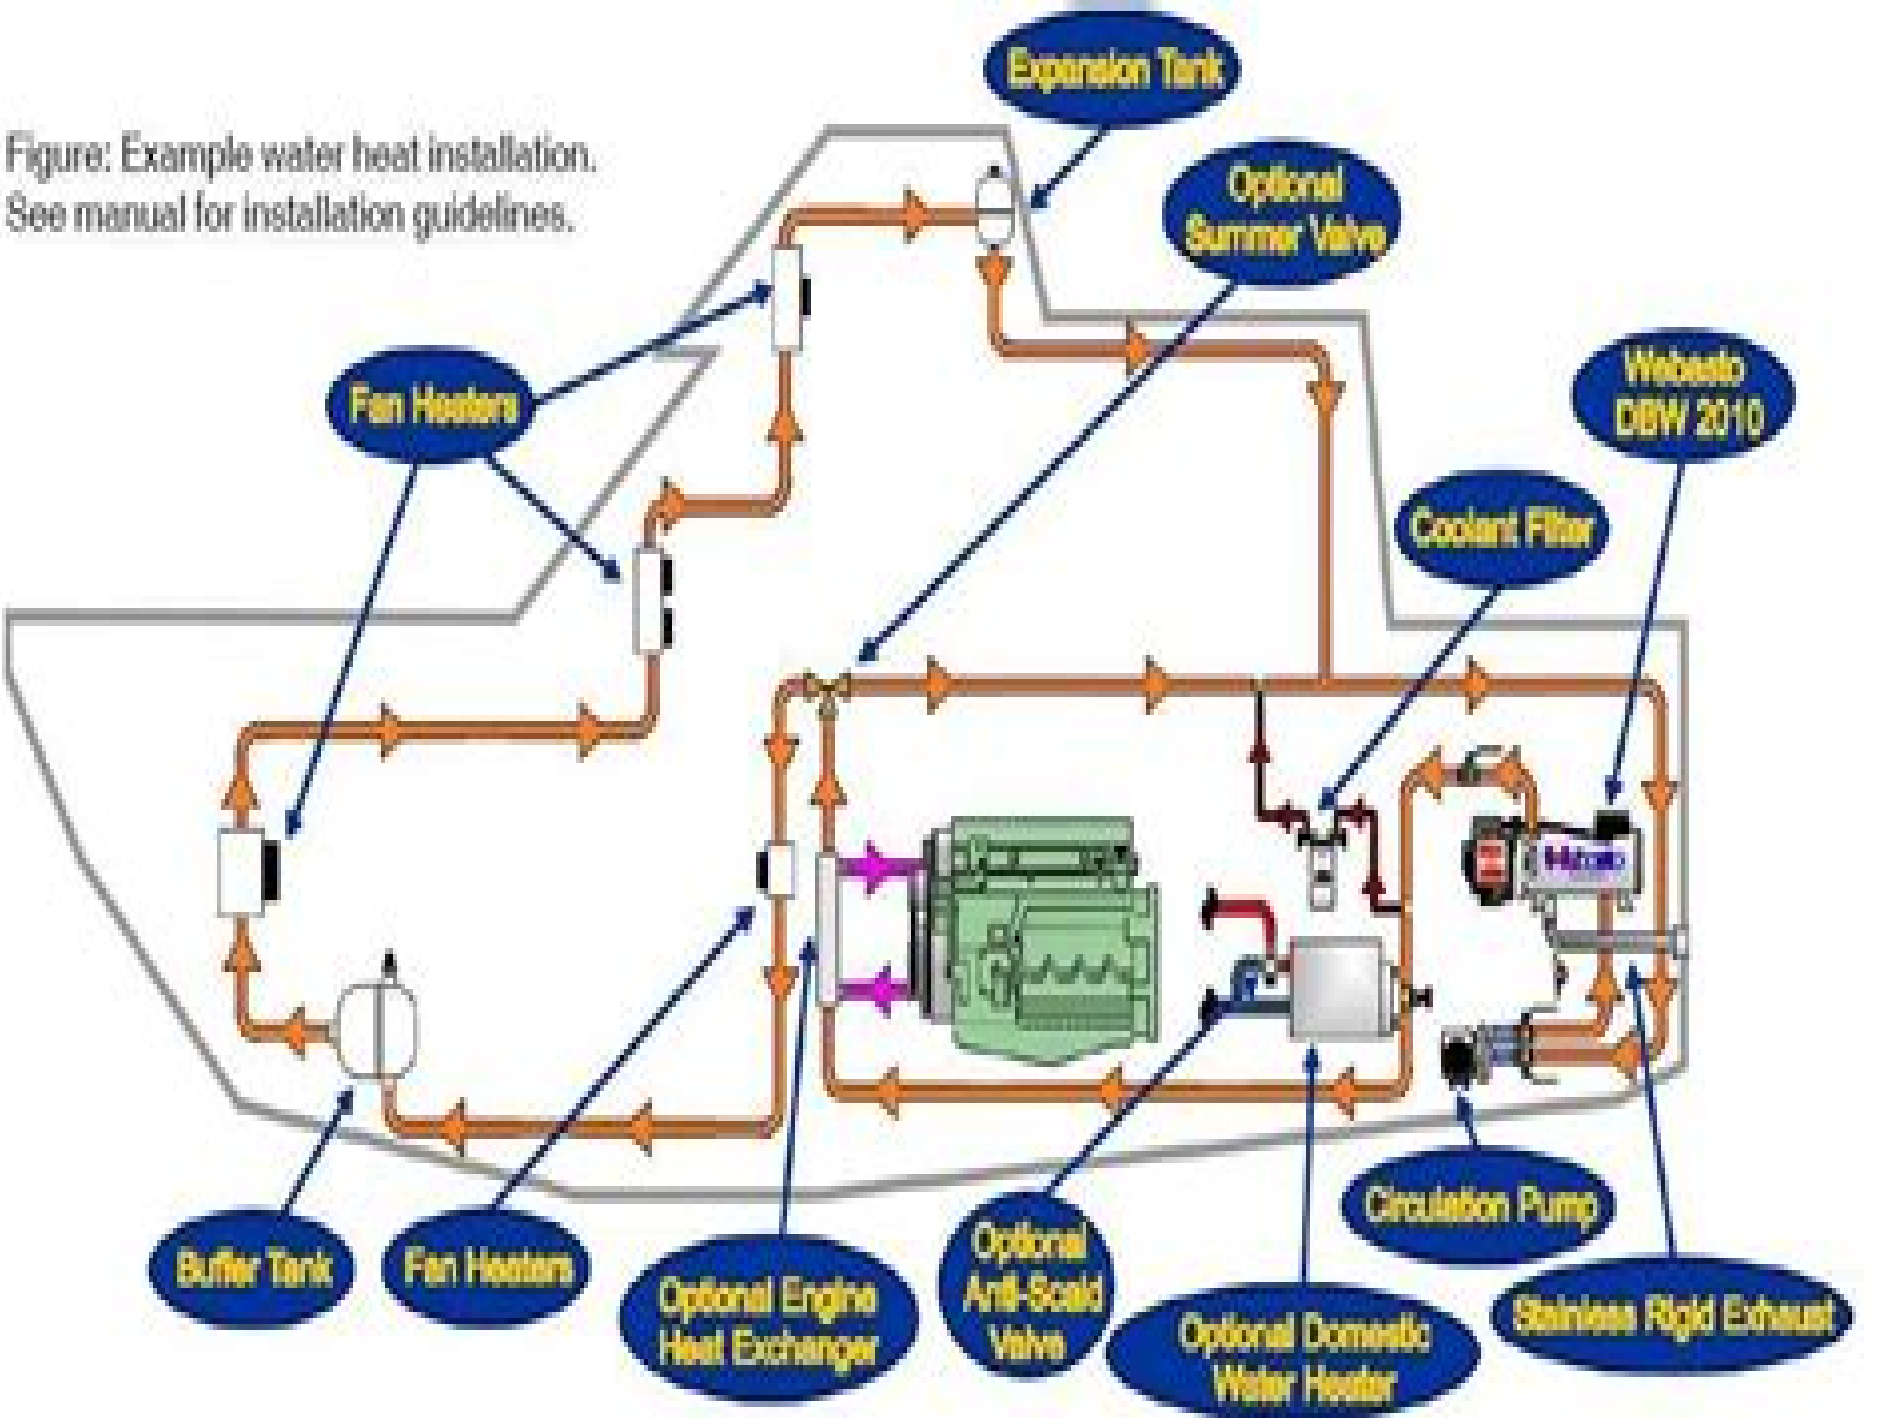 Expansion Tank
Figure: Example water heat installation.
See manual for installation guidelines.
Optional
Summer Valve
Fan Heaters
Webasto
DBW 2010
Coolant Filter
Webasto
Circulation Pump
Buffer Tank
Fan Heaters
Optional Engine
Heat Exchanger
Optional
Anti-Scald
Valve
Optional Domestic
Water Heater
Stainless Rigid Exhaust